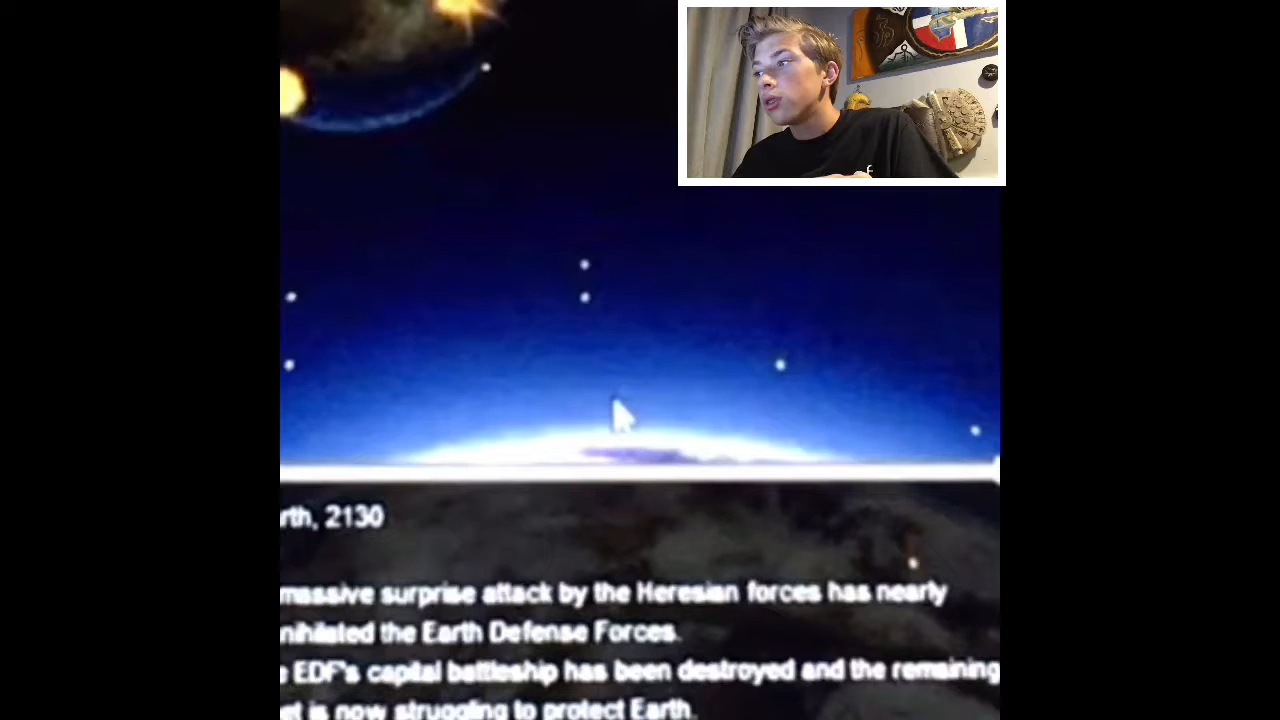 rth, 2130
massive surprise attack by the Heresian forces has nearly
nihilated the Earth Defense Forces.
e EDF's capital battleship has been destroyed and the remaining
et is now struggling to protect Earth.